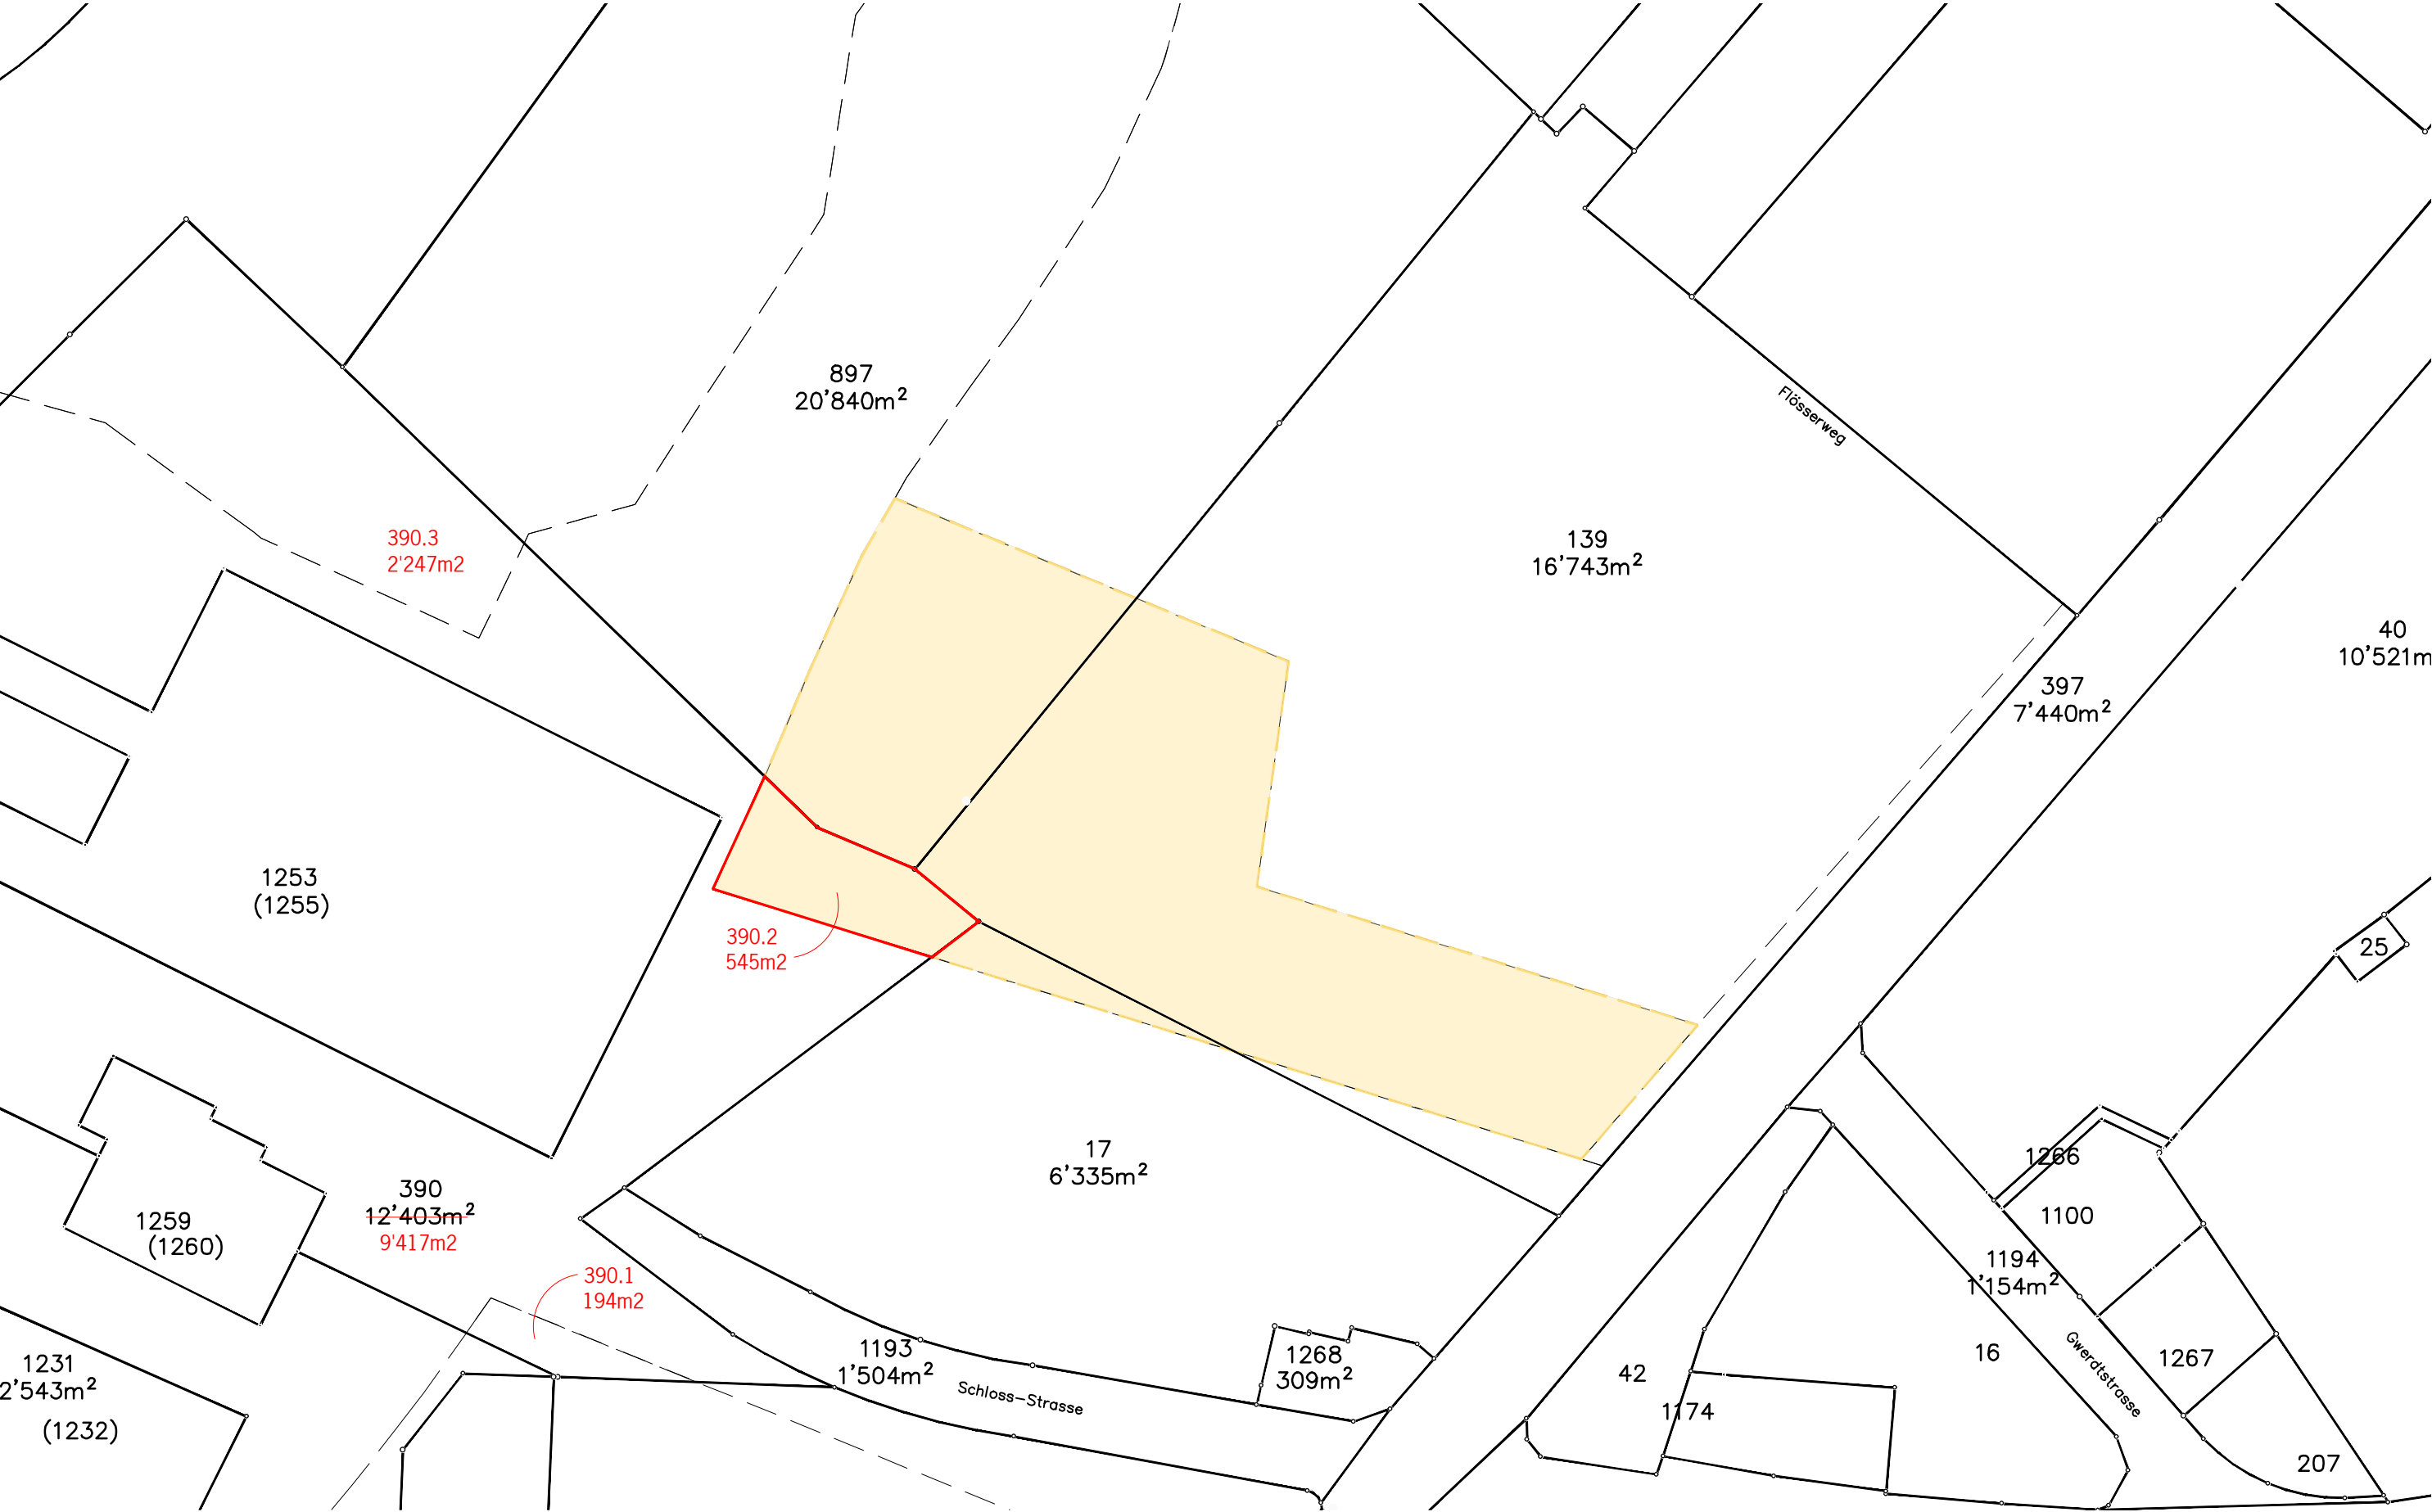 897
20'840m²
Flösserweg
390.3
2'247m2
139
16'743m²
40
10'521m
397
7'440m²
1253
(1255)
390.2
545m2
25
17
6'335m²
1266
390
12'403m²
9'417m2
1259
(1260)
1100
1194
1'154m²
390.1
194m2
1231
2'543m²
(1232)
1193
1'504m²
Schloss-Strasse
1268
309m²
42
1174
16
Gwerdtstrasse
1267
207